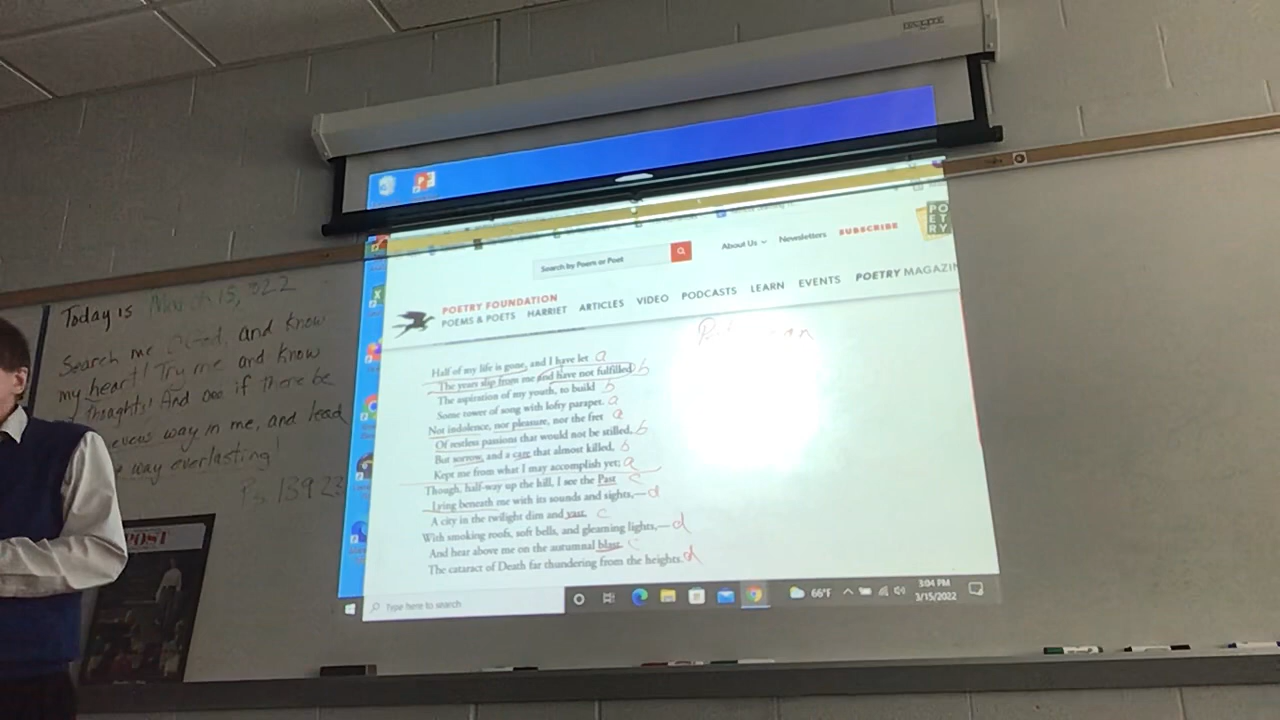 Today is March 15, 022
Search me and know
my heart! Try me and know
thoughts! And see if there be
way in me, and lead
way everlasting!
Ps. 139 23
POST
Search by Poem or Poet
About Us
Newsletters
SUBSCRIBE
PO
ET
RY
POETRY FOUNDATION
POEMS & POETS HARRIET ARTICLES VIDEO PODCASTS LEARN EVENTS POETRY MAGAZIN
Half of my life is gone, and I have let a
The years slip from me and have not fulfilled b
The aspiration of my youth, to build b
Some tower of song with lofty parapet. a
Not indolence, nor pleasure, nor the fret a
Of restless passions that would not be stilled, b
But sorrow, and a care that almost killed, b
Kept me from what I may accomplish yet; a
Though, half-way up the hill, I see the Past c
Lying beneath me with its sounds and sights,— d
A city in the twilight dim and vast, c
With smoking roofs, soft bells, and gleaming lights,— d
And hear above me on the autumnal blast c
The cataract of Death far thundering from the heights. d
Type here to search
66°F
3:04 PM
3/15/2022